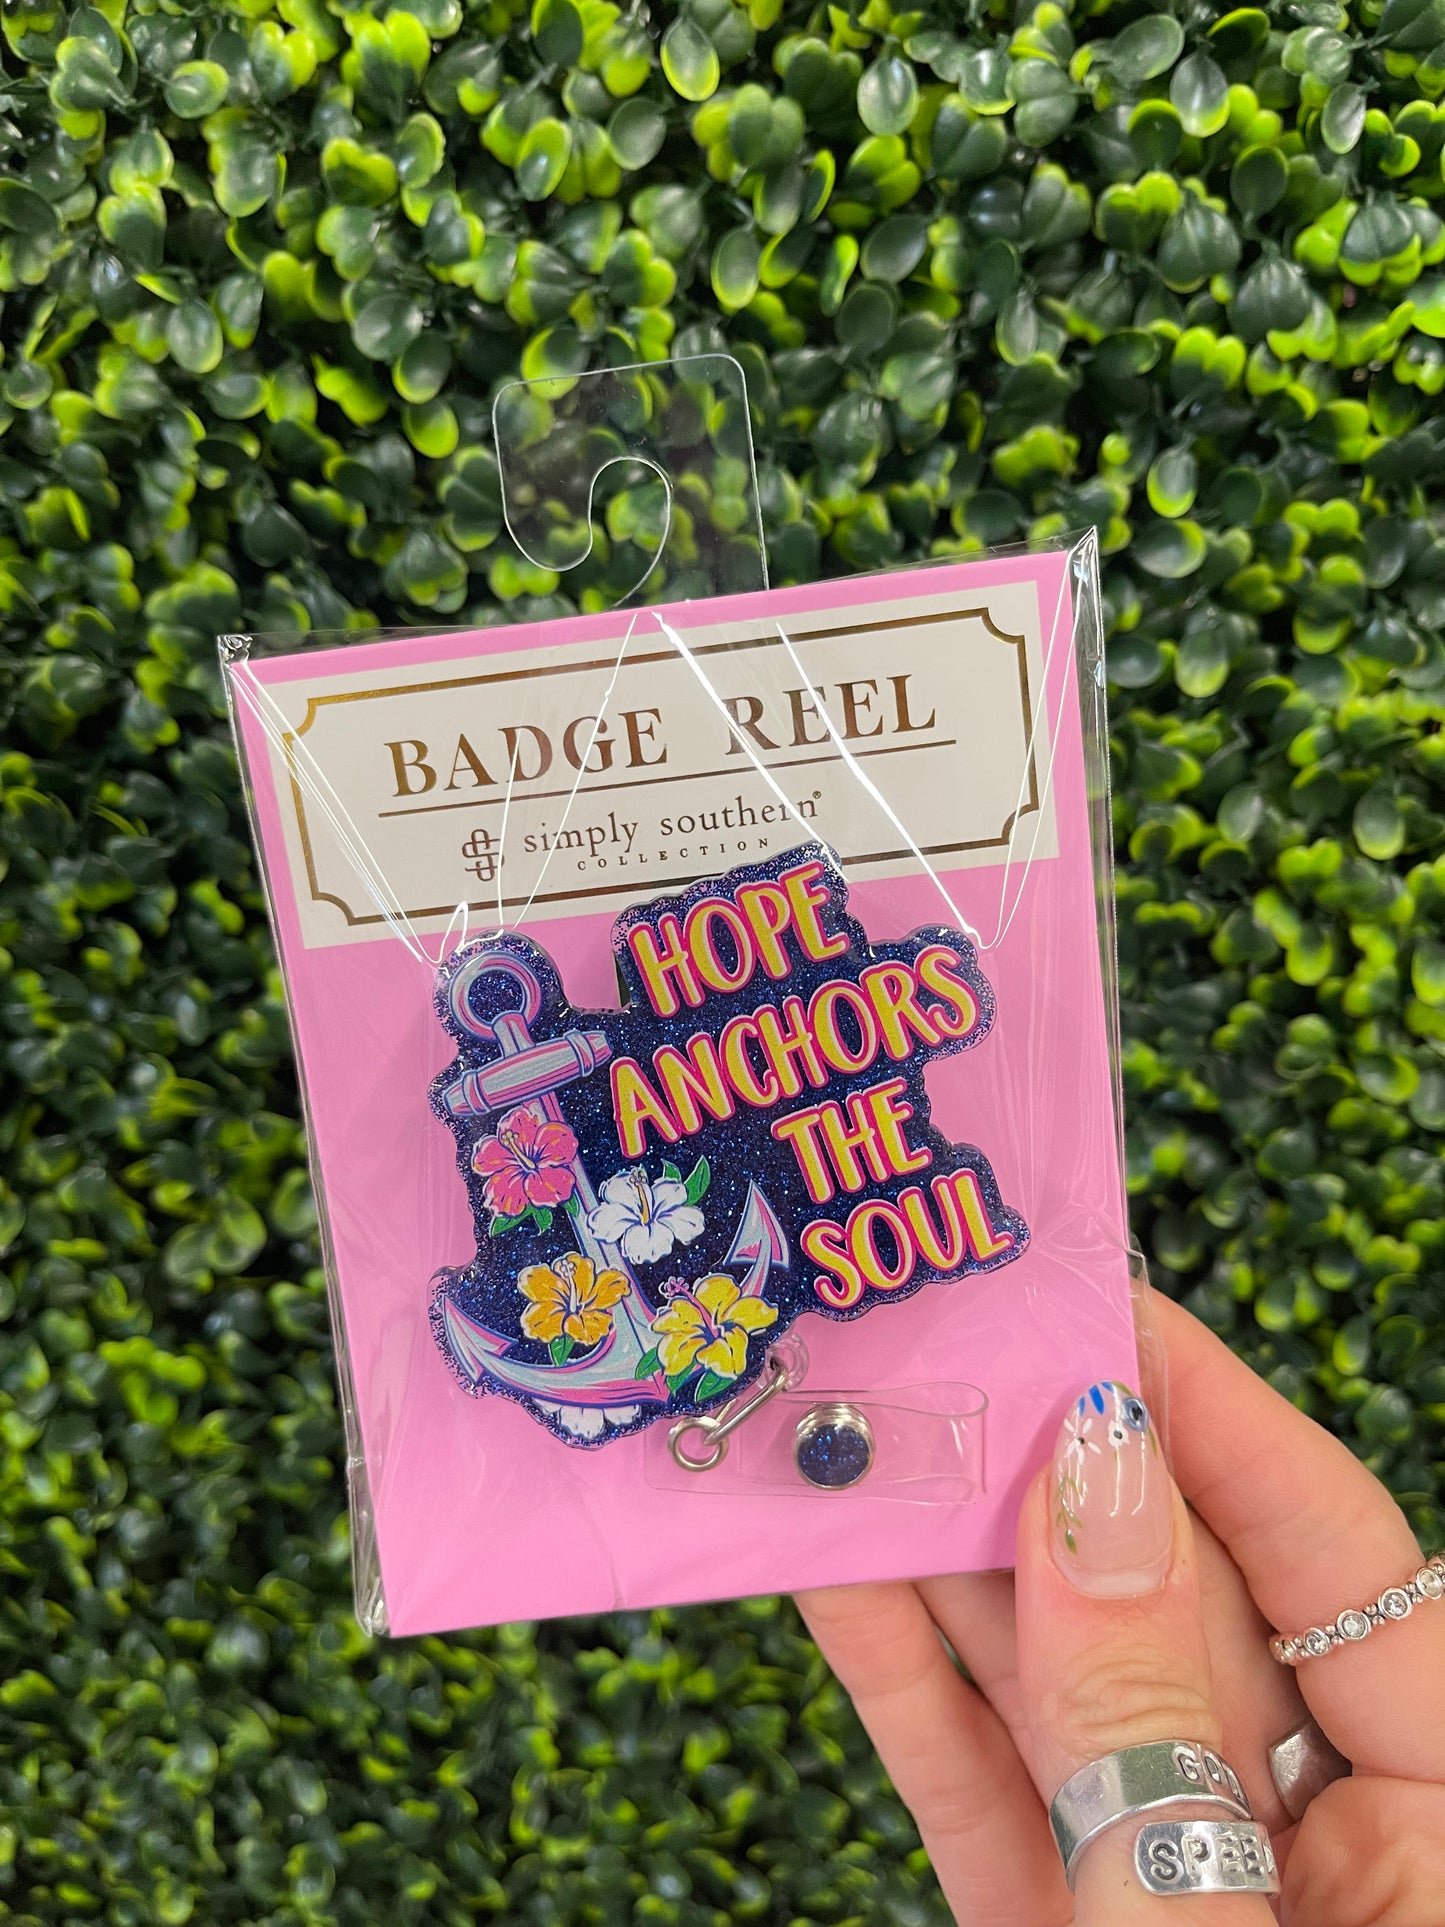 BADGE REEL
simply southern®
COLLECTION
HOPE
ANCHORS
THE
SOUL
GOD
SPEED